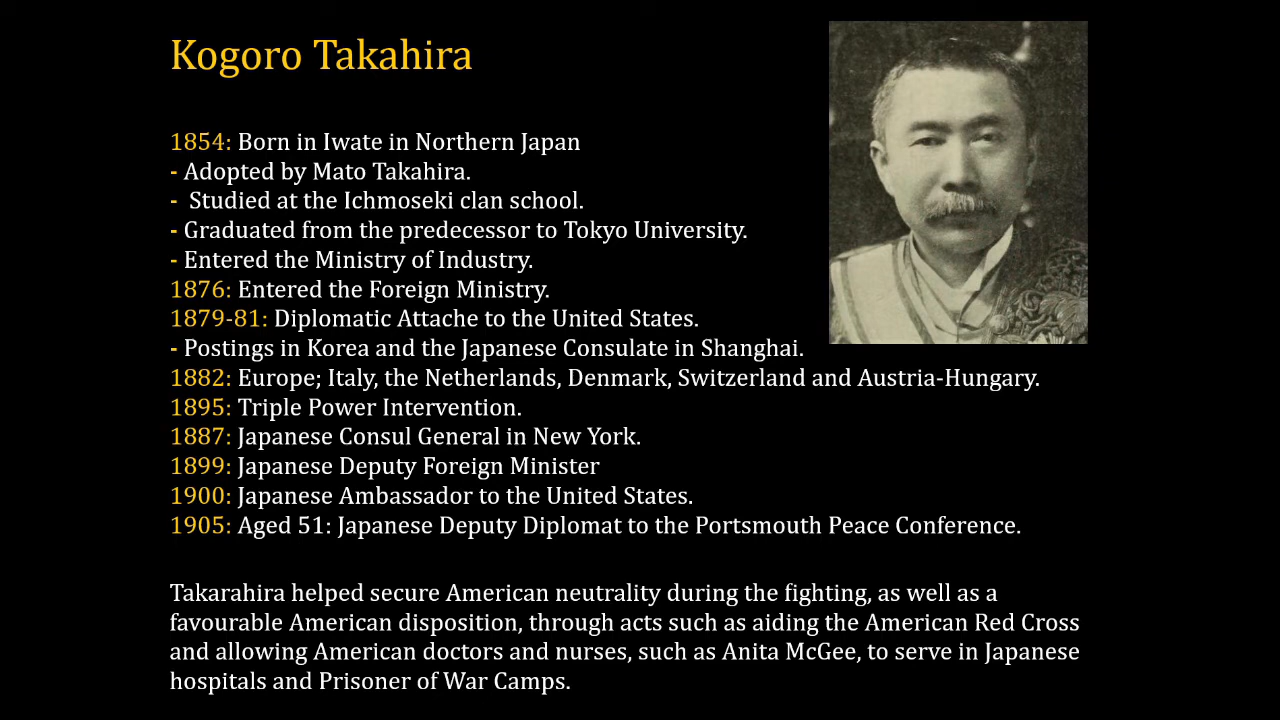 Kogoro Takahira
1854: Born in Iwate in Northern Japan
- Adopted by Mato Takahira.
- Studied at the Ichmoseki clan school.
- Graduated from the predecessor to Tokyo University.
- Entered the Ministry of Industry.
1876: Entered the Foreign Ministry.
1879-81: Diplomatic Attache to the United States.
- Postings in Korea and the Japanese Consulate in Shanghai.
1882: Europe; Italy, the Netherlands, Denmark, Switzerland and Austria-Hungary.
1895: Triple Power Intervention.
1887: Japanese Consul General in New York.
1899: Japanese Deputy Foreign Minister
1900: Japanese Ambassador to the United States.
1905: Aged 51: Japanese Deputy Diplomat to the Portsmouth Peace Conference.
Takarahira helped secure American neutrality during the fighting, as well as a
favourable American disposition, through acts such as aiding the American Red Cross
and allowing American doctors and nurses, such as Anita McGee, to serve in Japanese
hospitals and Prisoner of War Camps.